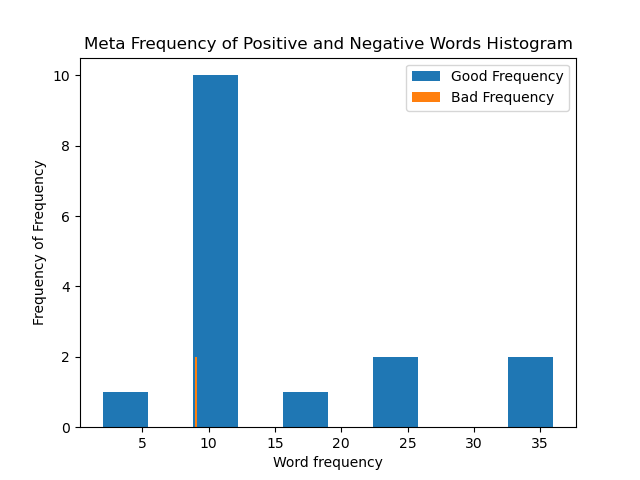 Meta Frequency of Positive and Negative Words Histogram
Good Frequency
Bad Frequency
Frequency of Frequency
10
8
6
4
2
0
5
10
15
20
25
30
35
Word frequency